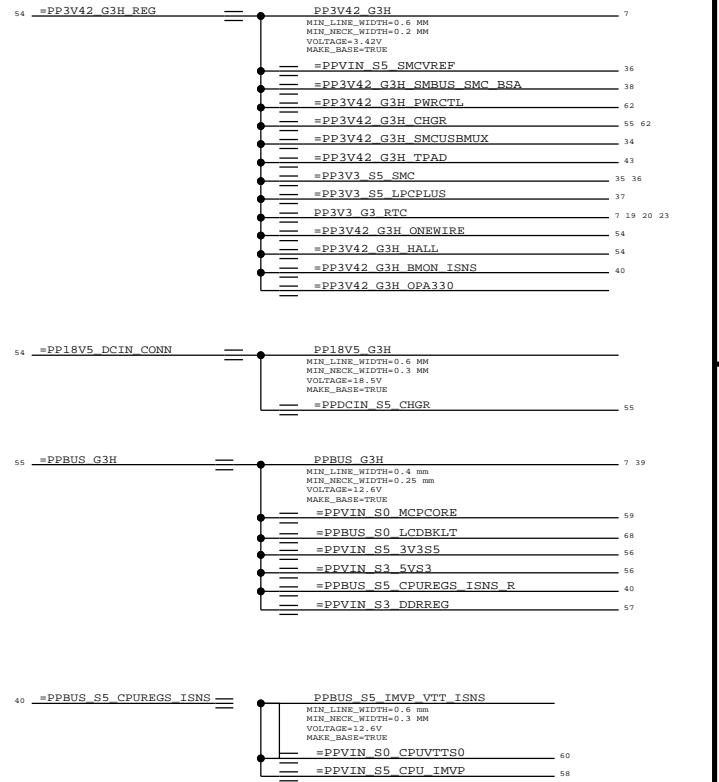 54 =PP3V42_G3H_REG PP3V42_G3H 7
MIN_LINE_WIDTH=0.6 MM
MIN_NECK_WIDTH=0.2 MM
VOLTAGE=3.42V
MAKE_BASE=TRUE
=PPVIN_S5_SMCVREF 36
=PP3V42_G3H_SMBUS_SMC_BSA 38
=PP3V42_G3H_PWRCTL 62
=PP3V42_G3H_CHGR 55 62
=PP3V42_G3H_SMCUSBMUX 34
=PP3V42_G3H_TPAD 43
=PP3V3_S5_SMC 35 36
=PP3V3_S5_LPCPLUS 37
PP3V3_G3_RTC 7 19 20 23
=PP3V42_G3H_ONEWIRE 54
=PP3V42_G3H_HALL 54
=PP3V42_G3H_BMON_ISNS 40
=PP3V42_G3H_OPA330
54 =PP18V5_DCIN_CONN PP18V5_G3H
MIN_LINE_WIDTH=0.6 MM
MIN_NECK_WIDTH=0.3 MM
VOLTAGE=18.5V
MAKE_BASE=TRUE
=PPDCIN_S5_CHGR 55
55 =PPBUS_G3H PPBUS_G3H 7 39
MIN_LINE_WIDTH=0.4 mm
MIN_NECK_WIDTH=0.25 mm
VOLTAGE=12.6V
MAKE_BASE=TRUE
=PPVIN_S0_MCPCORE 59
=PPBUS_S0_LCDBKLT 68
=PPVIN_S5_3V3S5 56
=PPVIN_S3_5VS3 56
=PPBUS_S5_CPUREGS_ISNS_R 40
=PPVIN_S3_DDRREG 57
40 =PPBUS_S5_CPUREGS_ISNS PPBUS_S5_IMVP_VTT_ISNS
MIN_LINE_WIDTH=0.6 mm
MIN_NECK_WIDTH=0.3 MM
VOLTAGE=12.6V
MAKE_BASE=TRUE
=PPVIN_S0_CPUVTTS0 60
=PPVIN_S5_CPU_IMVP 58